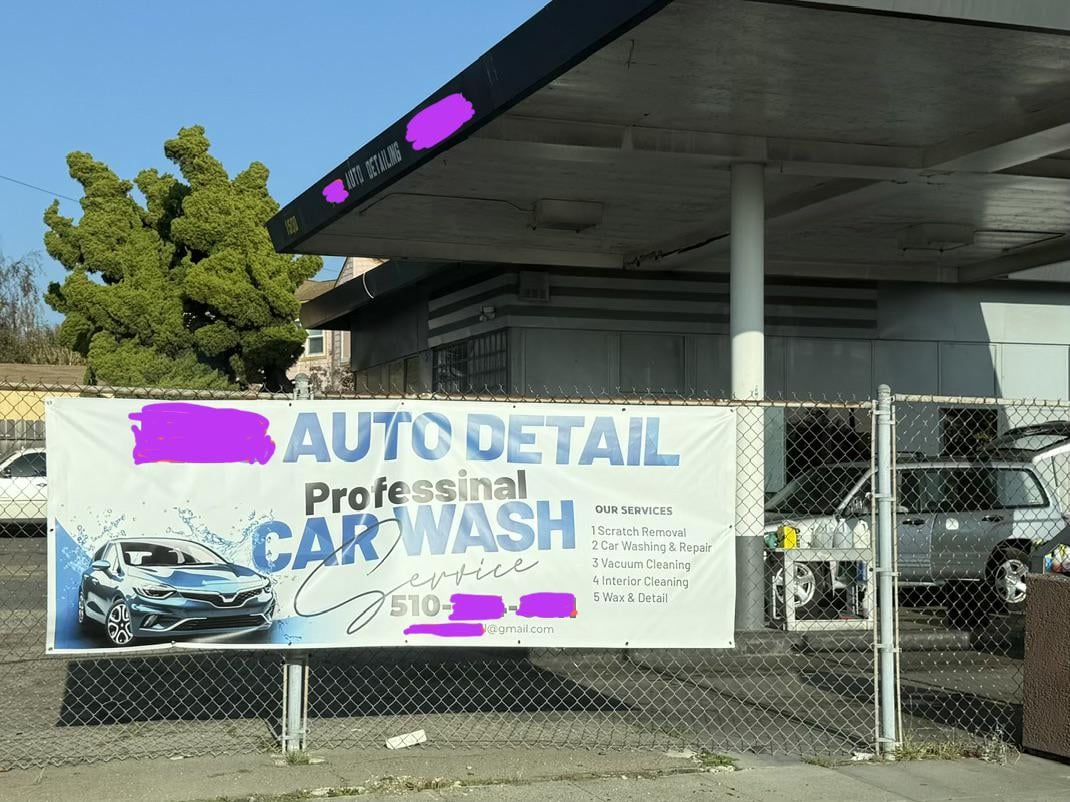 1500 AUTO DETAILING
AUTO DETAIL
Professinal
CAR WASH
Service
510- -
l@gmail.com
OUR SERVICES
1 Scratch Removal
2 Car Washing & Repair
3 Vacuum Cleaning
4 Interior Cleaning
5 Wax & Detail